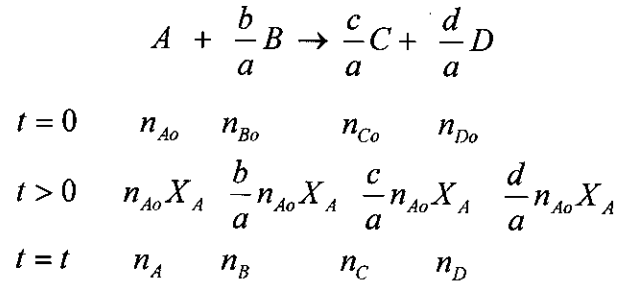 A + b/a B → c/a C + d/a D
t = 0 n_Ao n_Bo n_Co n_Do
t > 0 n_Ao X_A b/a n_Ao X_A c/a n_Ao X_A d/a n_Ao X_A
t = t n_A n_B n_C n_D